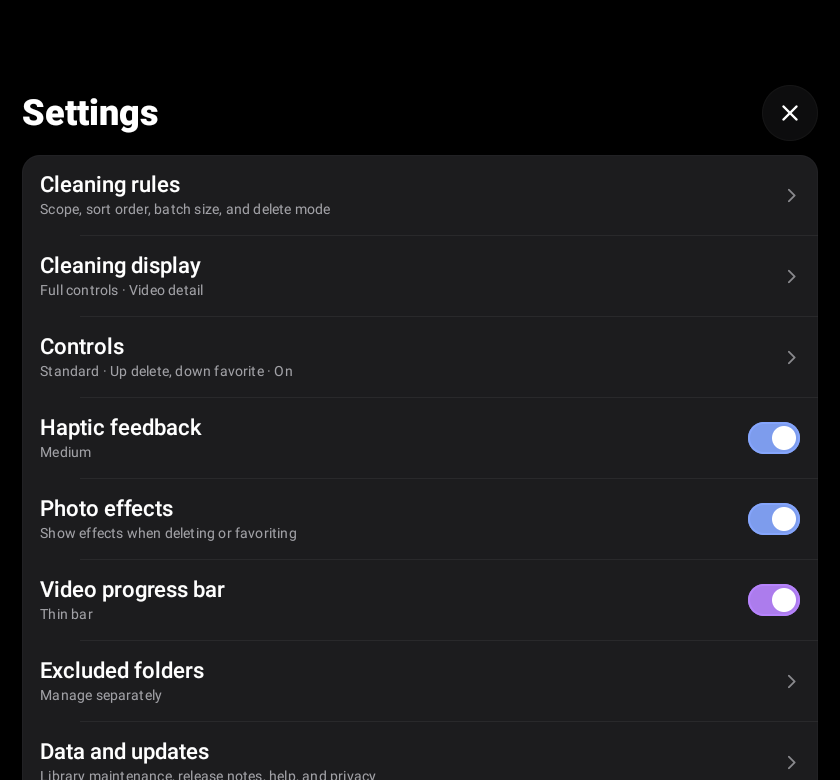 Settings
Cleaning rules
Scope, sort order, batch size, and delete mode
Cleaning display
Full controls · Video detail
Controls
Standard · Up delete, down favorite · On
Haptic feedback
Medium
Photo effects
Show effects when deleting or favoriting
Video progress bar
Thin bar
Excluded folders
Manage separately
Data and updates
Library maintenance, release notes, help, and privacy